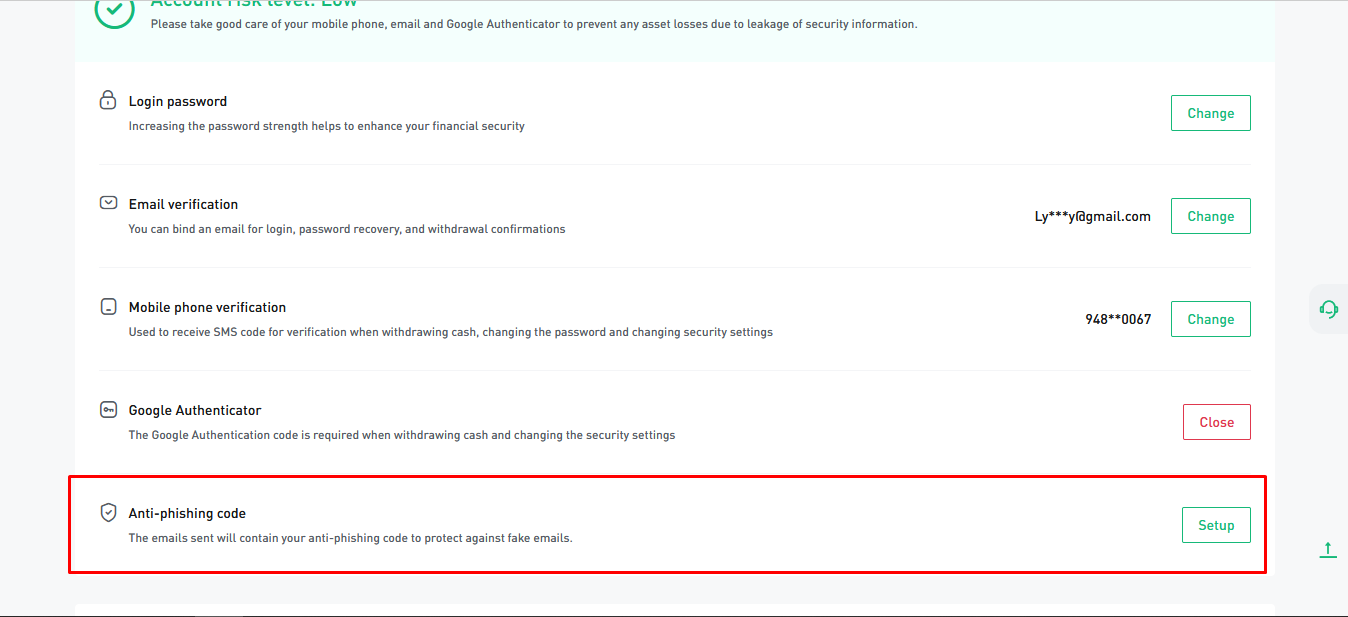 Account risk level: Low
Please take good care of your mobile phone, email and Google Authenticator to prevent any asset losses due to leakage of security information.
Login password
Increasing the password strength helps to enhance your financial security
Change
Email verification
You can bind an email for login, password recovery, and withdrawal confirmations
Ly***y@gmail.com
Change
Mobile phone verification
Used to receive SMS code for verification when withdrawing cash, changing the password and changing security settings
948**0067
Change
Google Authenticator
The Google Authentication code is required when withdrawing cash and changing the security settings
Close
Anti-phishing code
The emails sent will contain your anti-phishing code to protect against fake emails.
Setup